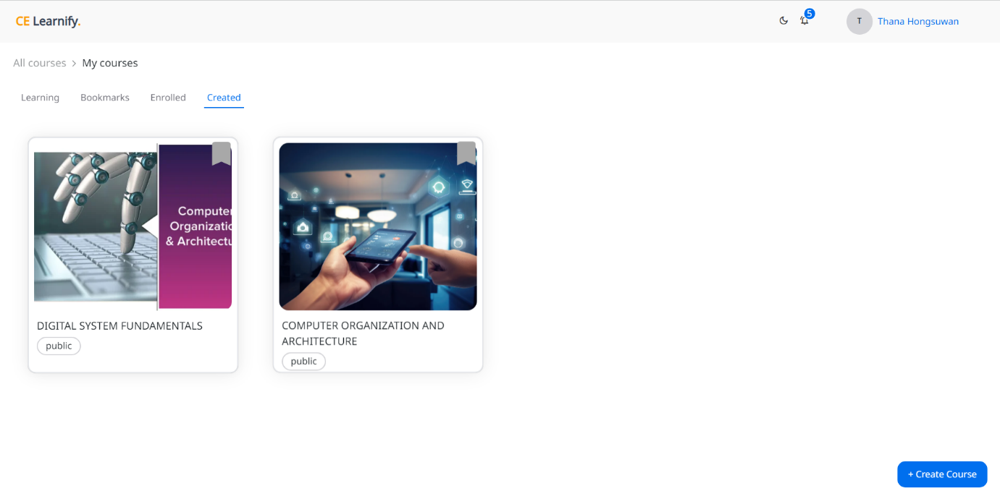 CE Learnify.
5
T
Thana Hongsuwan
All courses > My courses
Learning
Bookmarks
Enrolled
Created
Computer
Organizatio
& Architectu
DIGITAL SYSTEM FUNDAMENTALS
public
COMPUTER ORGANIZATION AND
ARCHITECTURE
public
+ Create Course